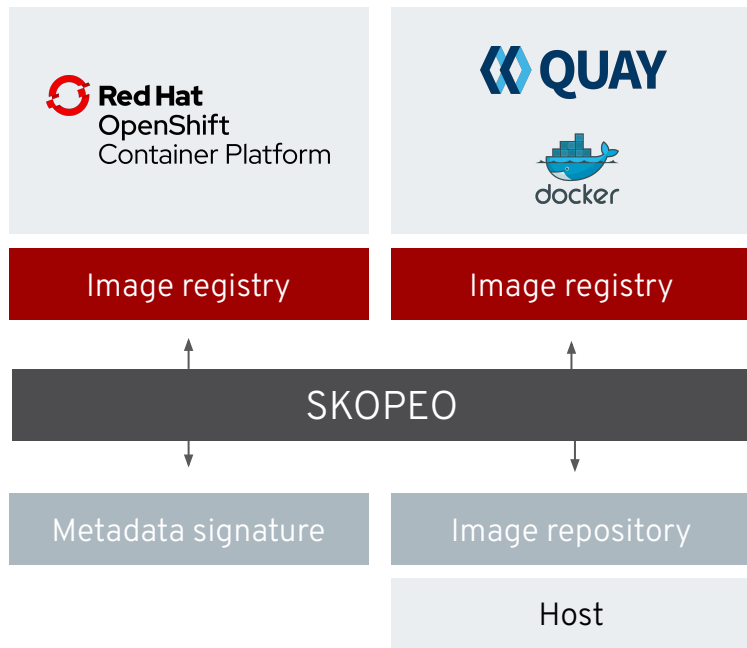 Red Hat
OpenShift
Container Platform
QUAY
docker
Image registry
Image registry
SKOPEO
Metadata signature
Image repository
Host